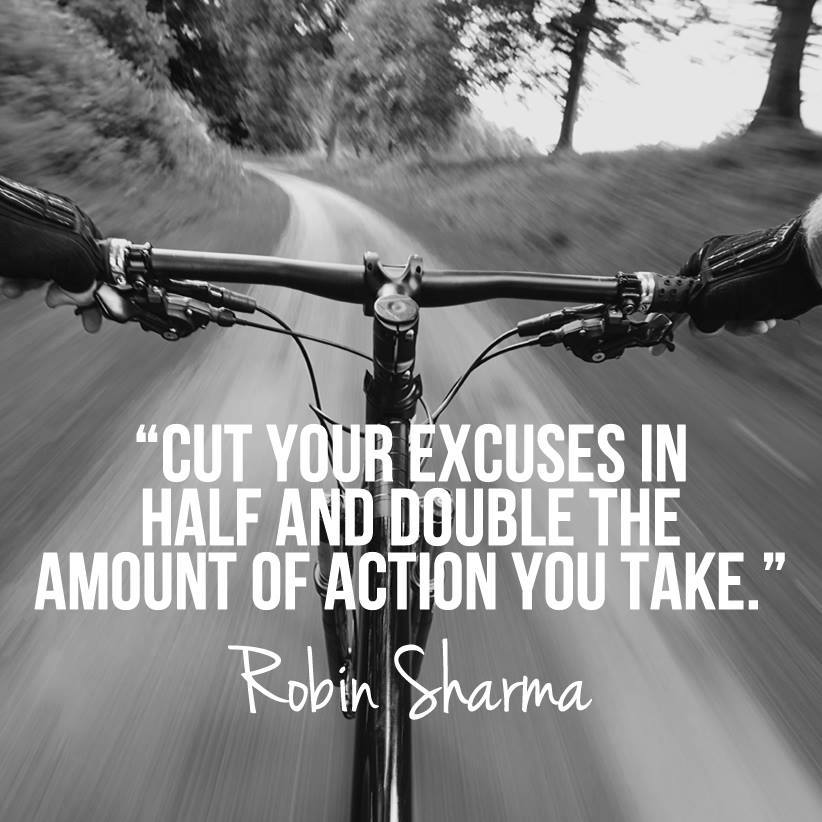 “CUT YOUR EXCUSES IN
HALF AND DOUBLE THE
AMOUNT OF ACTION YOU TAKE.”
Robin Sharma